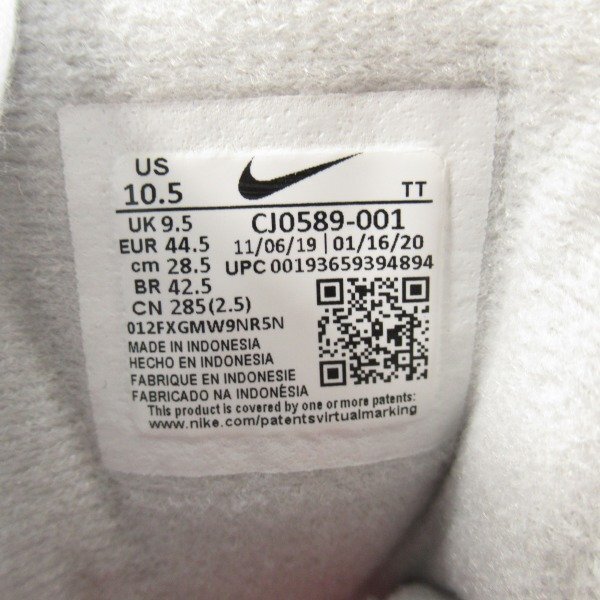 US
10.5 TT
UK 9.5 CJ0589-001
EUR 44.5 11/06/19 | 01/16/20
cm 28.5 UPC 00193659394894
BR 42.5
CN 285(2.5)
012FXGMW9NR5N
MADE IN INDONESIA
HECHO EN INDONESIA
FABRIQUE EN INDONESIE
FABRICADO NA INDONÉSIA
This product is covered by one or more patents:
www.nike.com/patentsvirtualmarking